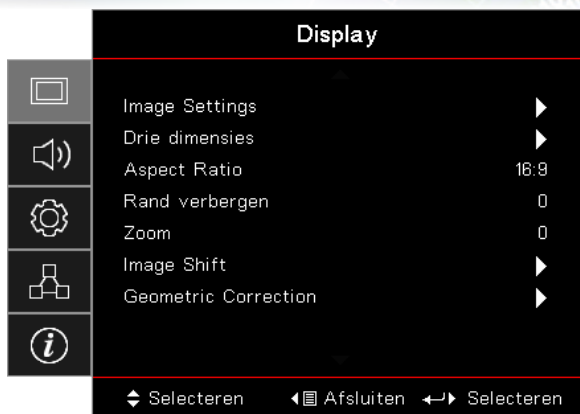 Display
Image Settings
Drie dimensies
Aspect Ratio 16:9
Rand verbergen 0
Zoom 0
Image Shift
Geometric Correction
Selecteren Afsluiten Selecteren